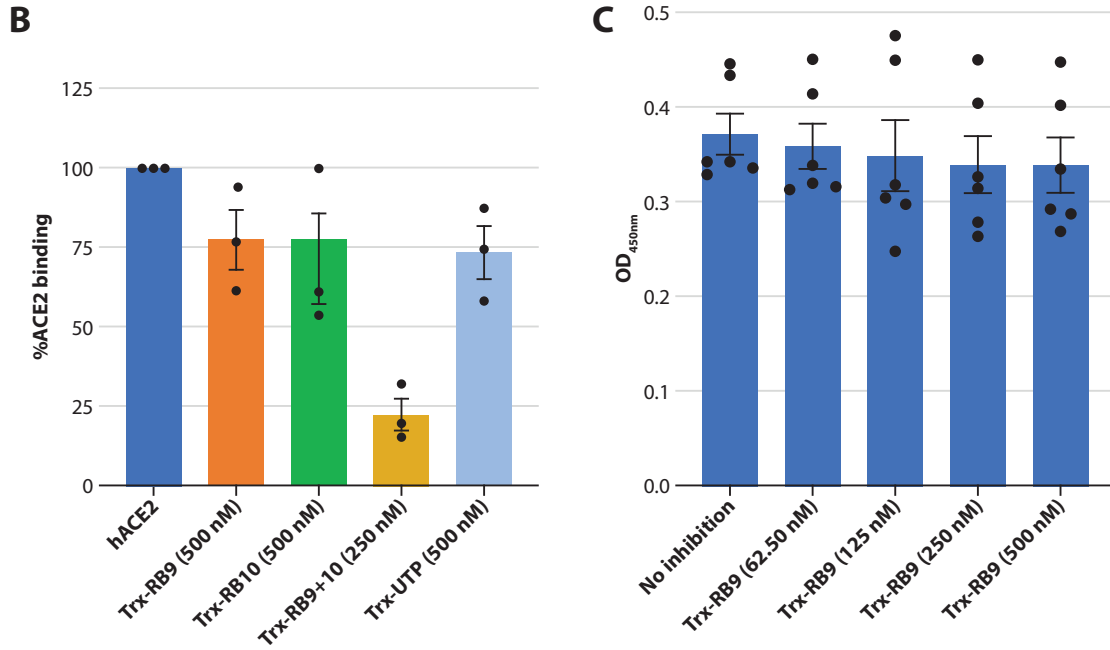 B
%ACE2 binding
125
100
75
50
25
0
hACE2
Trx-RB9 (500 nM)
Trx-RB10 (500 nM)
Trx-RB9+10 (250 nM)
Trx-UTP (500 nM)
C
OD450nm
0.5
0.4
0.3
0.2
0.1
0.0
No inhibition
Trx-RB9 (62.50 nM)
Trx-RB9 (125 nM)
Trx-RB9 (250 nM)
Trx-RB9 (500 nM)